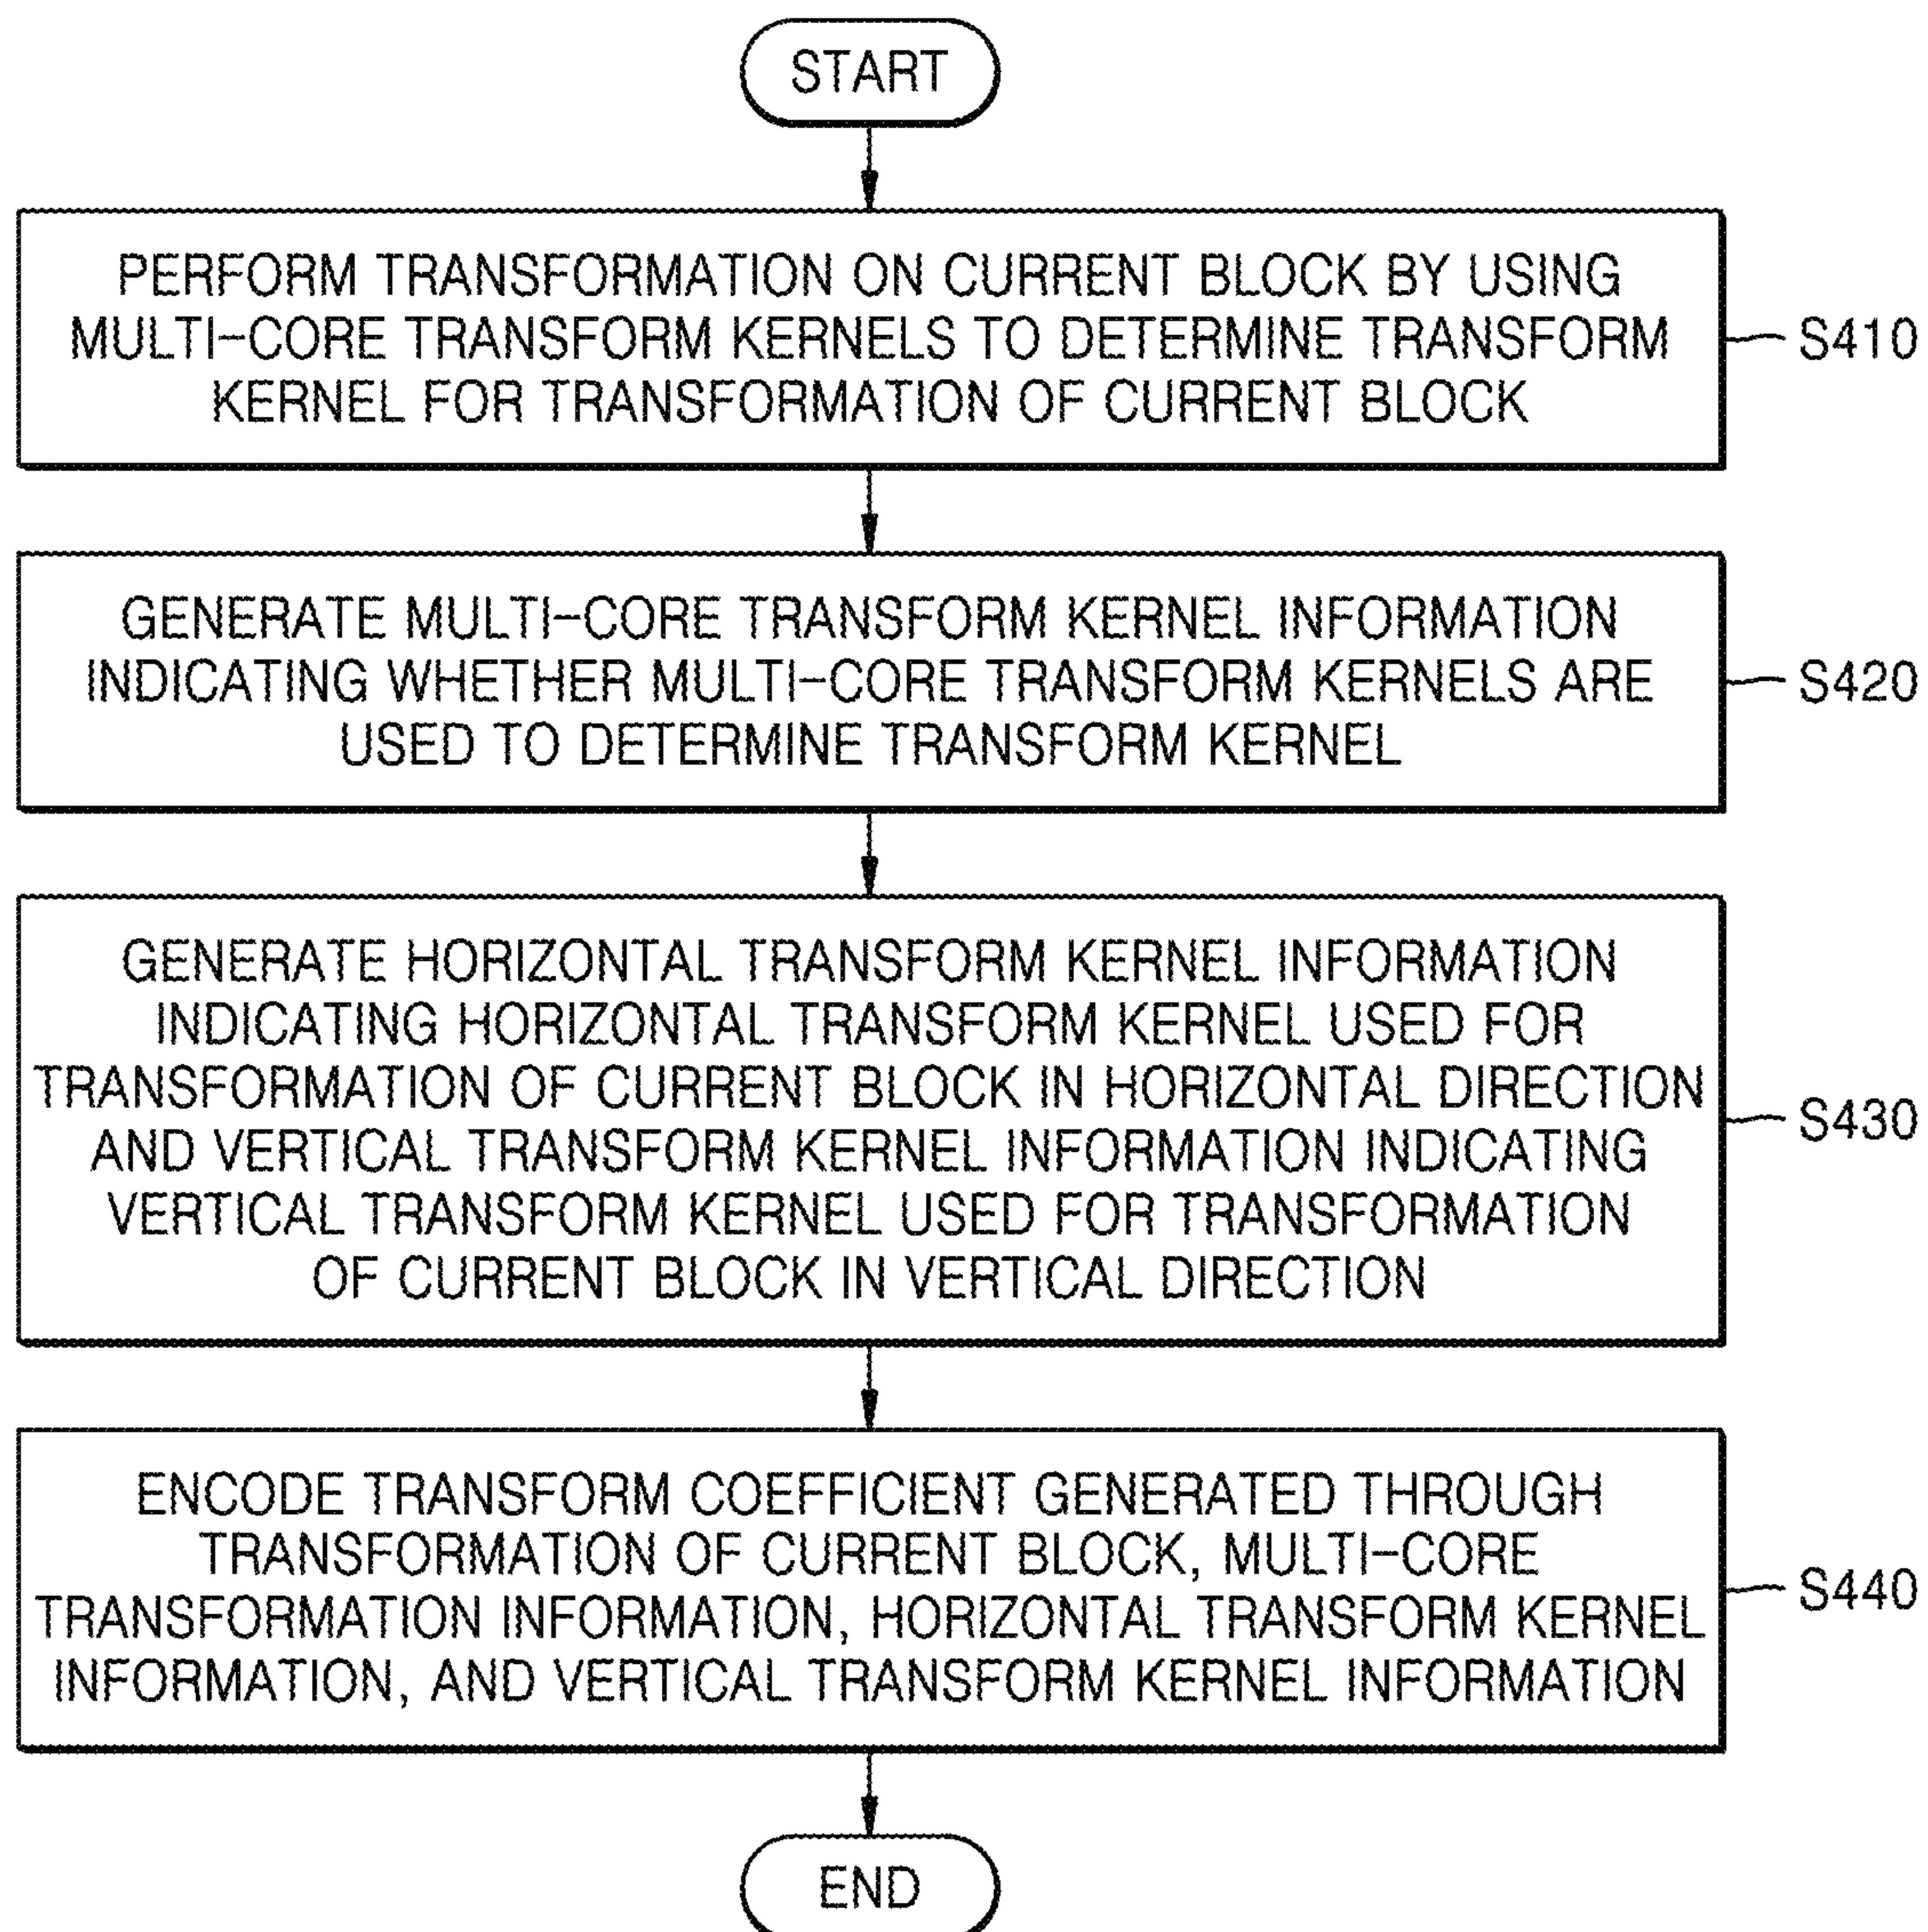 START
PERFORM TRANSFORMATION ON CURRENT BLOCK BY USING
MULTI-CORE TRANSFORM KERNELS TO DETERMINE TRANSFORM
KERNEL FOR TRANSFORMATION OF CURRENT BLOCK
S410
GENERATE MULTI-CORE TRANSFORM KERNEL INFORMATION
INDICATING WHETHER MULTI-CORE TRANSFORM KERNELS ARE
USED TO DETERMINE TRANSFORM KERNEL
S420
GENERATE HORIZONTAL TRANSFORM KERNEL INFORMATION
INDICATING HORIZONTAL TRANSFORM KERNEL USED FOR
TRANSFORMATION OF CURRENT BLOCK IN HORIZONTAL DIRECTION
AND VERTICAL TRANSFORM KERNEL INFORMATION INDICATING
VERTICAL TRANSFORM KERNEL USED FOR TRANSFORMATION
OF CURRENT BLOCK IN VERTICAL DIRECTION
S430
ENCODE TRANSFORM COEFFICIENT GENERATED THROUGH
TRANSFORMATION OF CURRENT BLOCK, MULTI-CORE
TRANSFORMATION INFORMATION, HORIZONTAL TRANSFORM KERNEL
INFORMATION, AND VERTICAL TRANSFORM KERNEL INFORMATION
S440
END